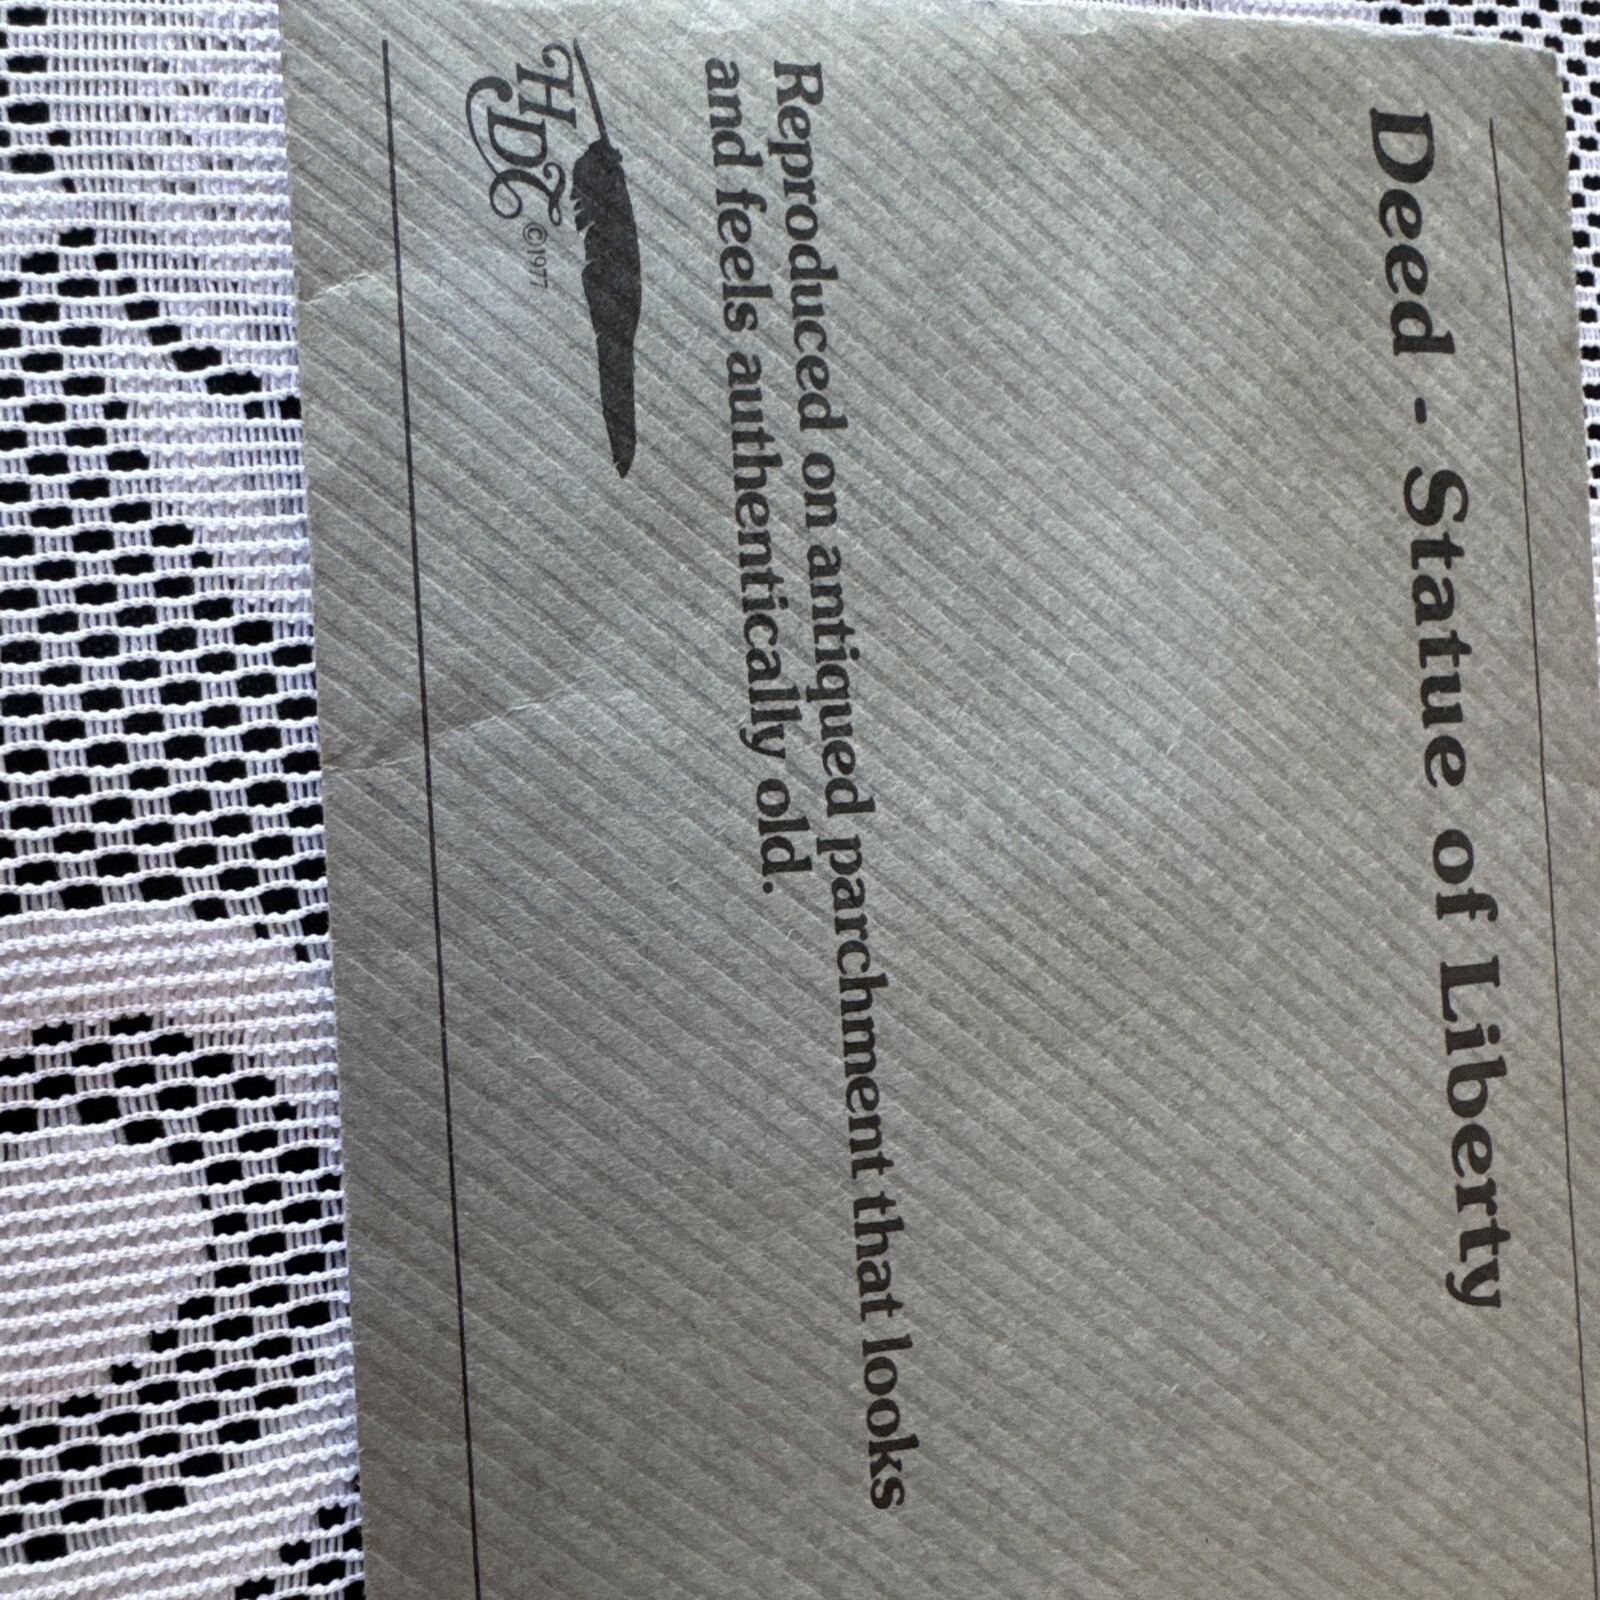 Deed - Statue of Liberty
Reproduced on antiqued parchment that looks
and feels authentically old.
HDC ©1977